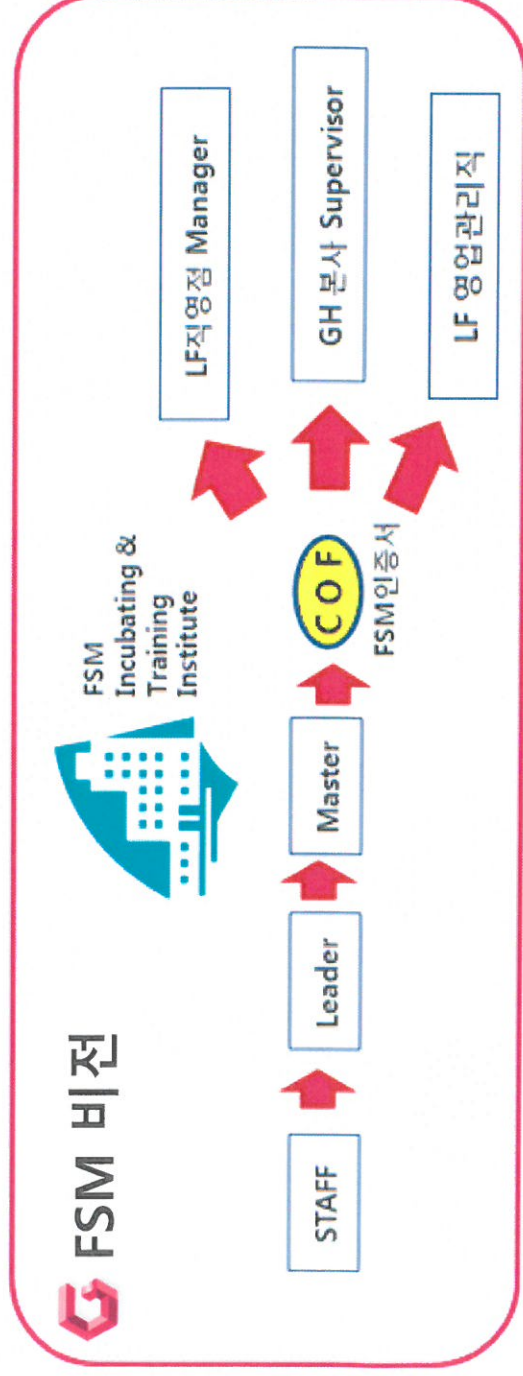 FSM 비전
FSM
Incubating &
Training
Institute
STAFF
Leader
Master
C O F
FSM인증서
LF직영점 Manager
GH 본사 Supervisor
LF 영업관리직